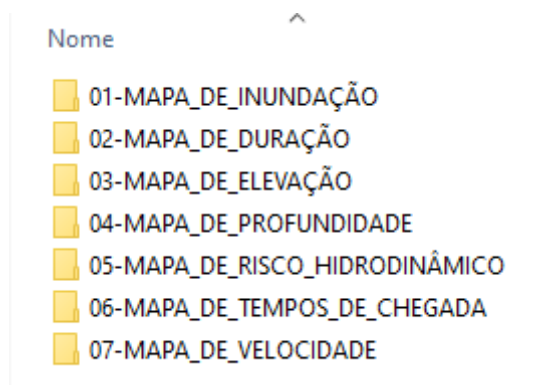 Nome
01-MAPA_DE_INUNDAÇÃO
02-MAPA_DE_DURAÇÃO
03-MAPA_DE_ELEVAÇÃO
04-MAPA_DE_PROFUNDIDADE
05-MAPA_DE_RISCO_HIDRODINÂMICO
06-MAPA_DE_TEMPOS_DE_CHEGADA
07-MAPA_DE_VELOCIDADE